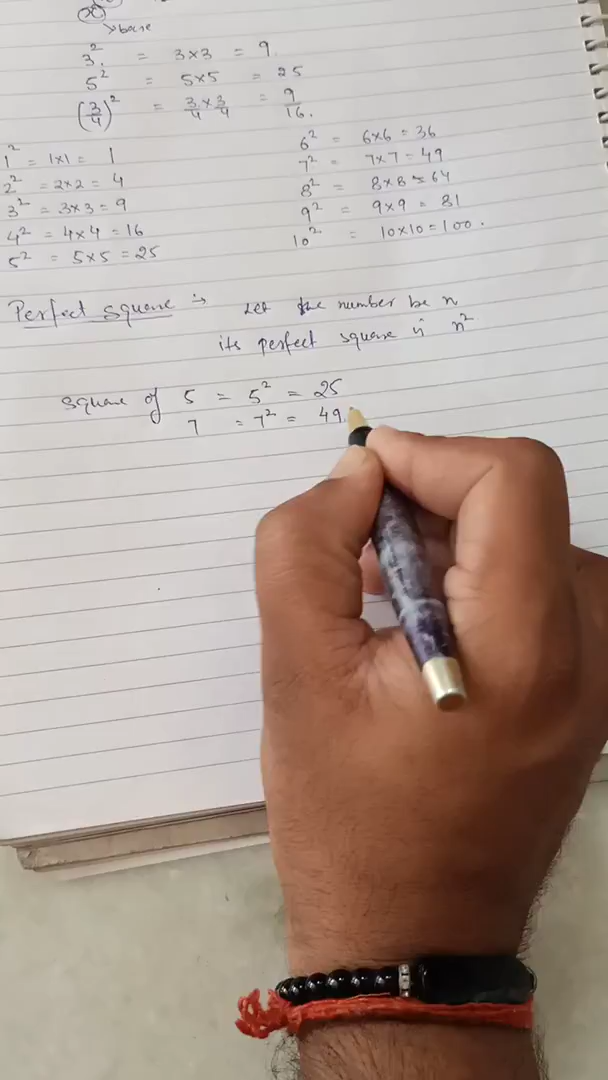 base
3² = 3×3 = 9
5² = 5×5 = 25
(3/4)² = 3/4 × 3/4 = 9/16.
1² = 1×1 = 1
2² = 2×2 = 4
3² = 3×3 = 9
4² = 4×4 = 16
5² = 5×5 = 25
6² = 6×6 = 36
7² = 7×7 = 49
8² = 8×8 = 64
9² = 9×9 = 81
10² = 10×10 = 100.
Perfect square :- Let the number be n
its perfect square is n²
square of 5 = 5² = 25
7 = 7² = 49.